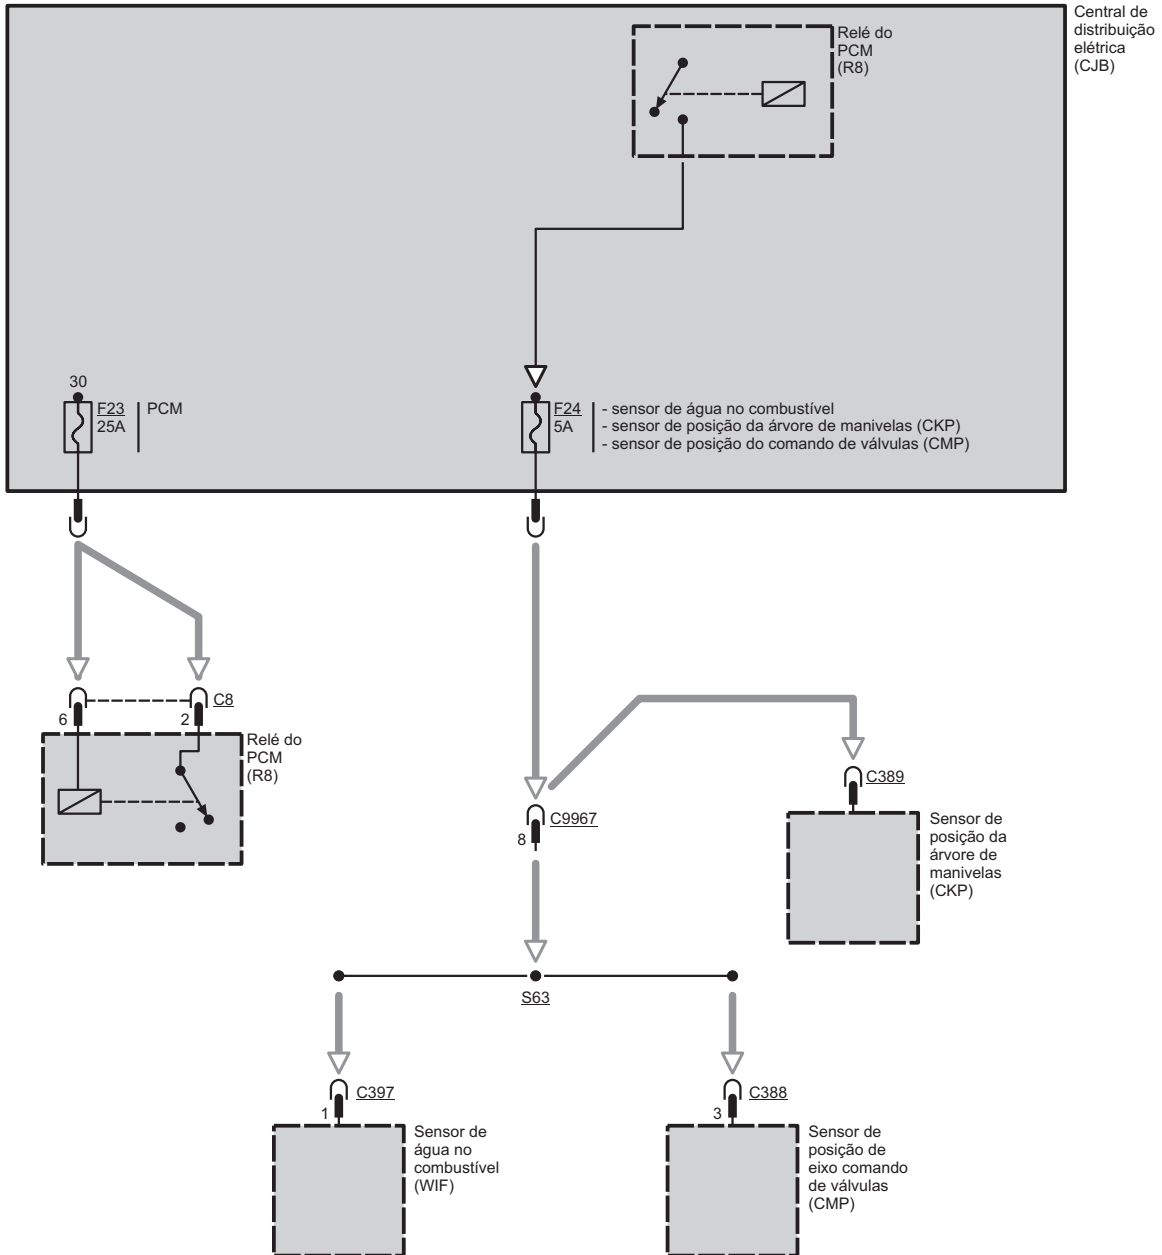 Central de
distribuição
elétrica
(CJB)
Relé do
PCM
(R8)
30
F23
25A
PCM
F24
5A
- sensor de água no combustível
- sensor de posição da árvore de manivelas (CKP)
- sensor de posição do comando de válvulas (CMP)
6
2
C8
Relé do
PCM
(R8)
C389
Sensor de
posição da
árvore de
manivelas
(CKP)
8
C9967
S63
1
C397
Sensor de
água no
combustível
(WIF)
3
C388
Sensor de
posição de
eixo comando
de válvulas
(CMP)